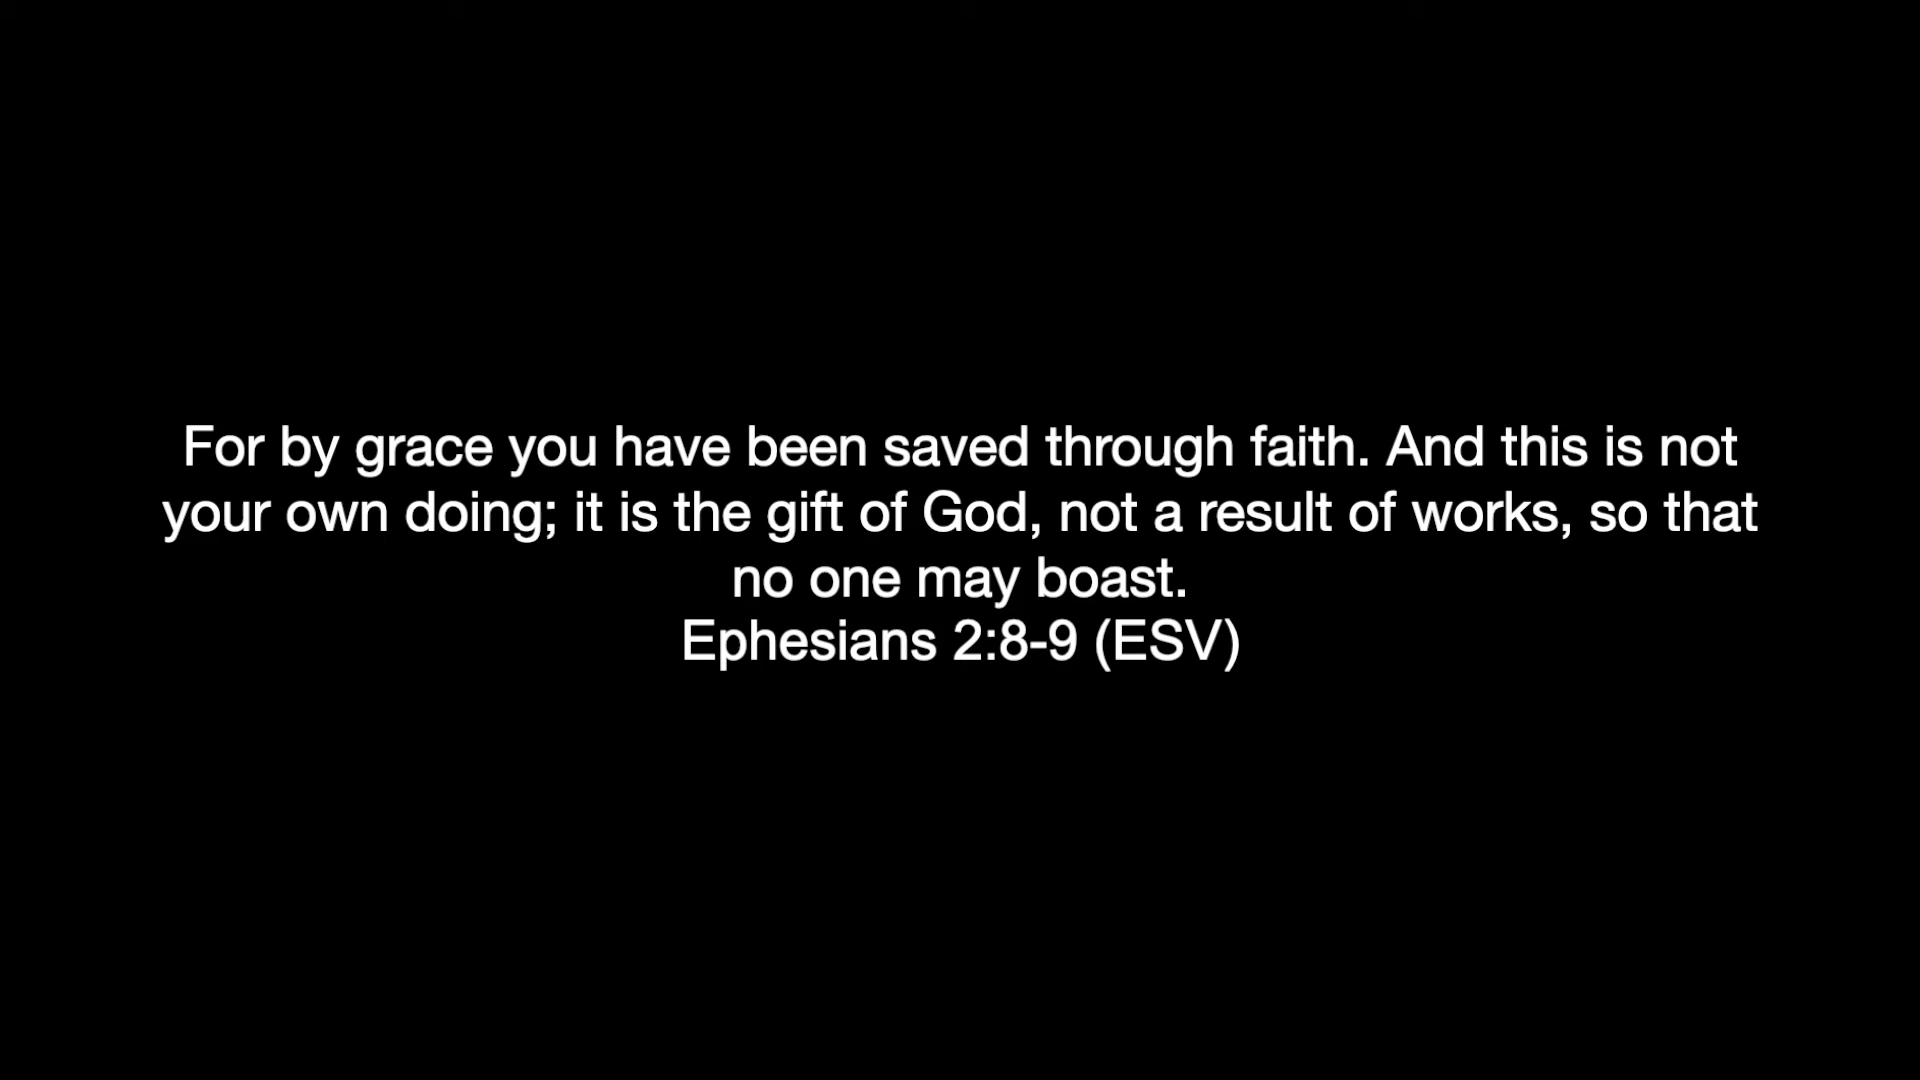 For by grace you have been saved through faith. And this is not
your own doing; it is the gift of God, not a result of works, so that
no one may boast.
Ephesians 2:8-9 (ESV)